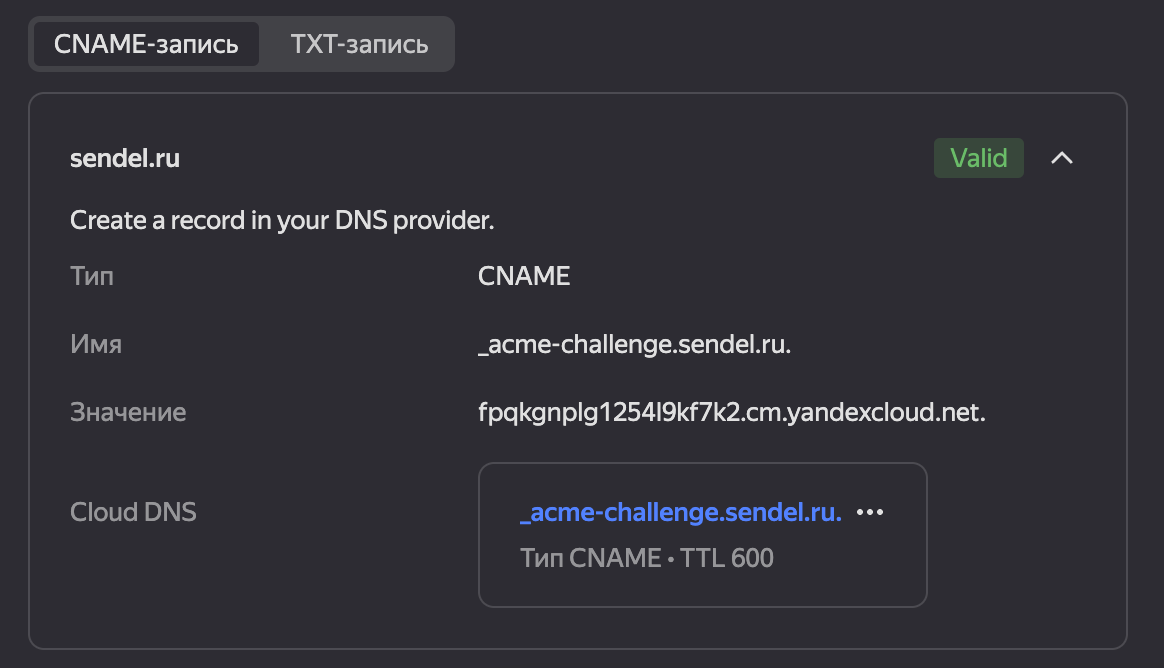 CNAME-запись TXT-запись
sendel.ru Valid
Create a record in your DNS provider.
Тип CNAME
Имя _acme-challenge.sendel.ru.
Значение fpqkgnplg1254l9kf7k2.cm.yandexcloud.net.
Cloud DNS _acme-challenge.sendel.ru. •••
Тип CNAME • TTL 600